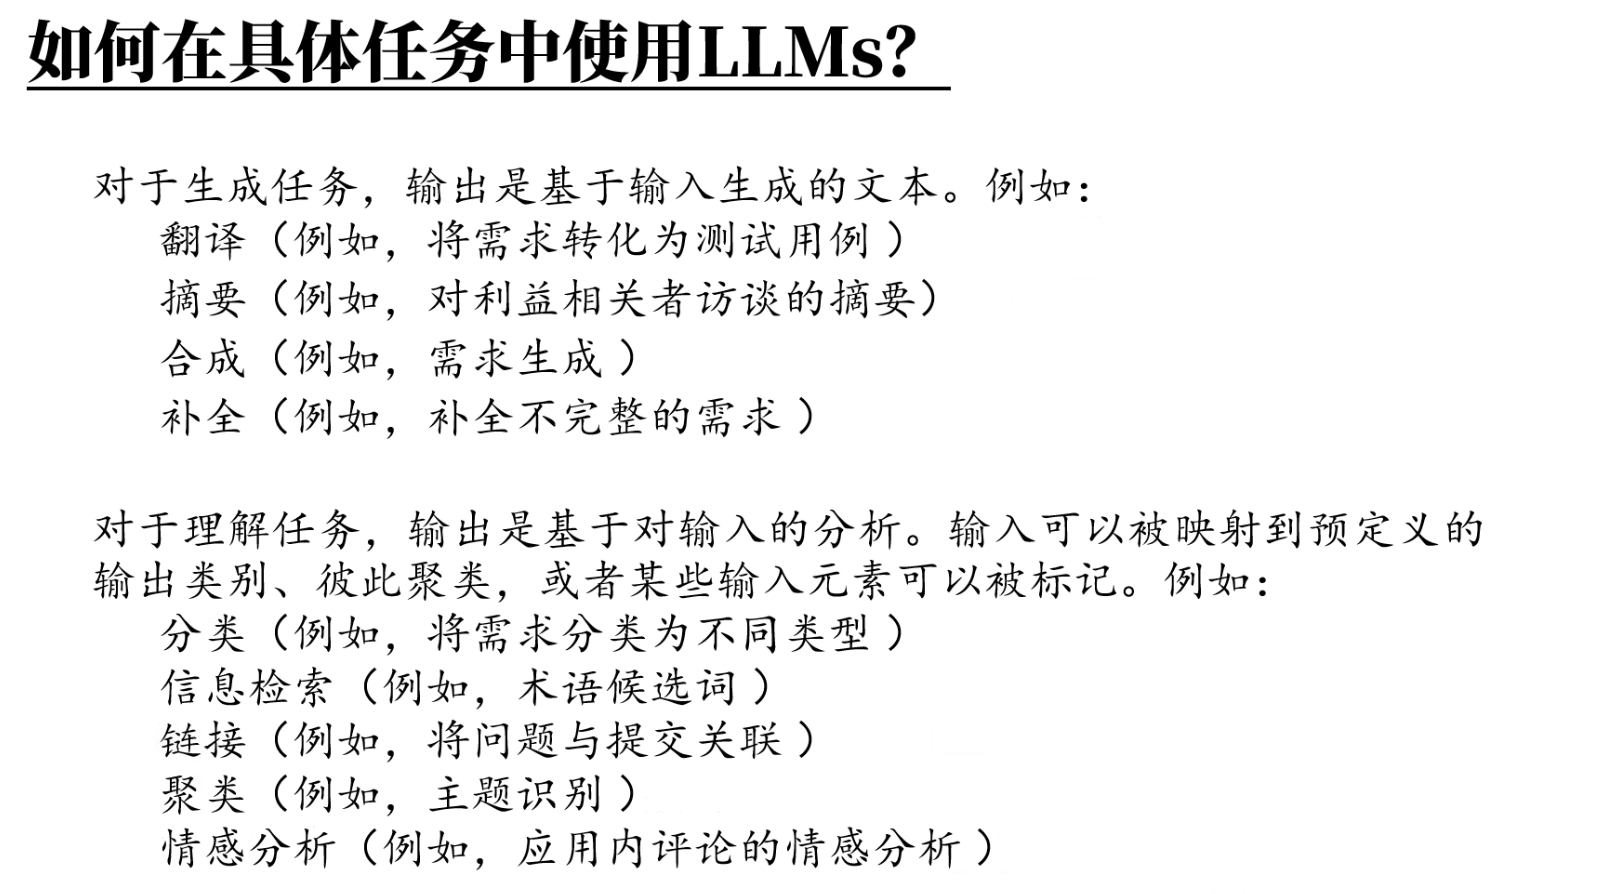 如何在具体任务中使用LLMs？
对于生成任务，输出是基于输入生成的文本。例如：
翻译（例如，将需求转化为测试用例）
摘要（例如，对利益相关者访谈的摘要）
合成（例如，需求生成）
补全（例如，补全不完整的需求）
对于理解任务，输出是基于对输入的分析。输入可以被映射到预定义的
输出类别、彼此聚类，或者某些输入元素可以被标记。例如：
分类（例如，将需求分类为不同类型）
信息检索（例如，术语候选词）
链接（例如，将问题与提交关联）
聚类（例如，主题识别）
情感分析（例如，应用内评论的情感分析）